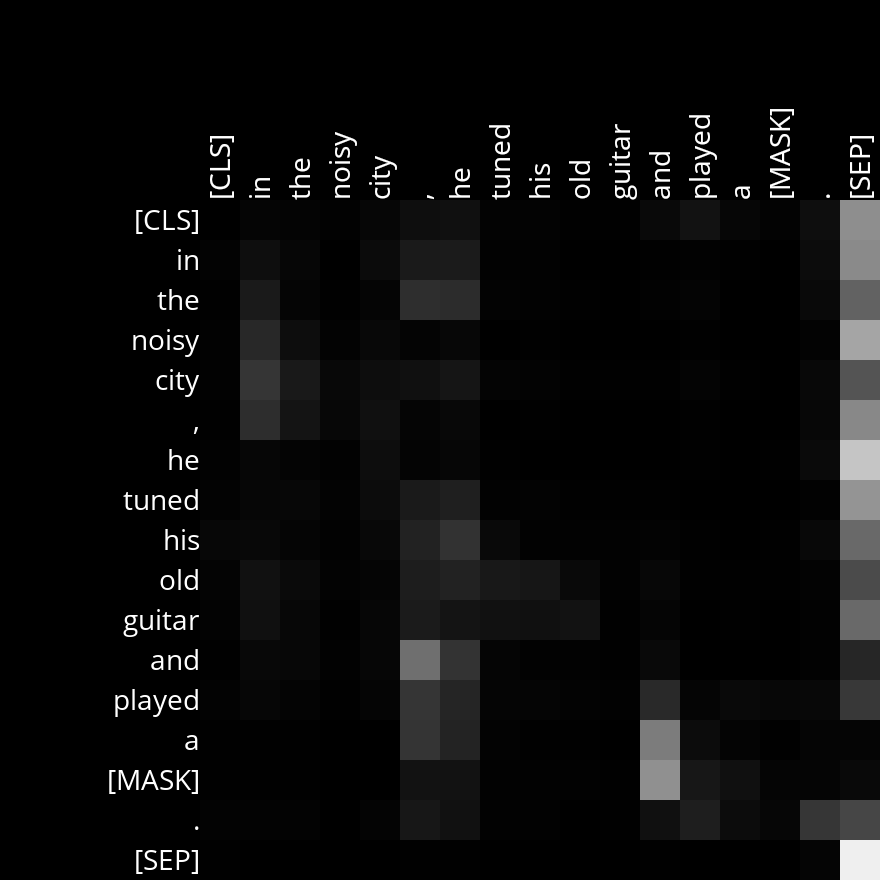 [CLS] in the noisy city , he tuned his old guitar and played a [MASK] . [SEP]
[CLS]
in
the
noisy
city
,
he
tuned
his
old
guitar
and
played
a
[MASK]
.
[SEP]